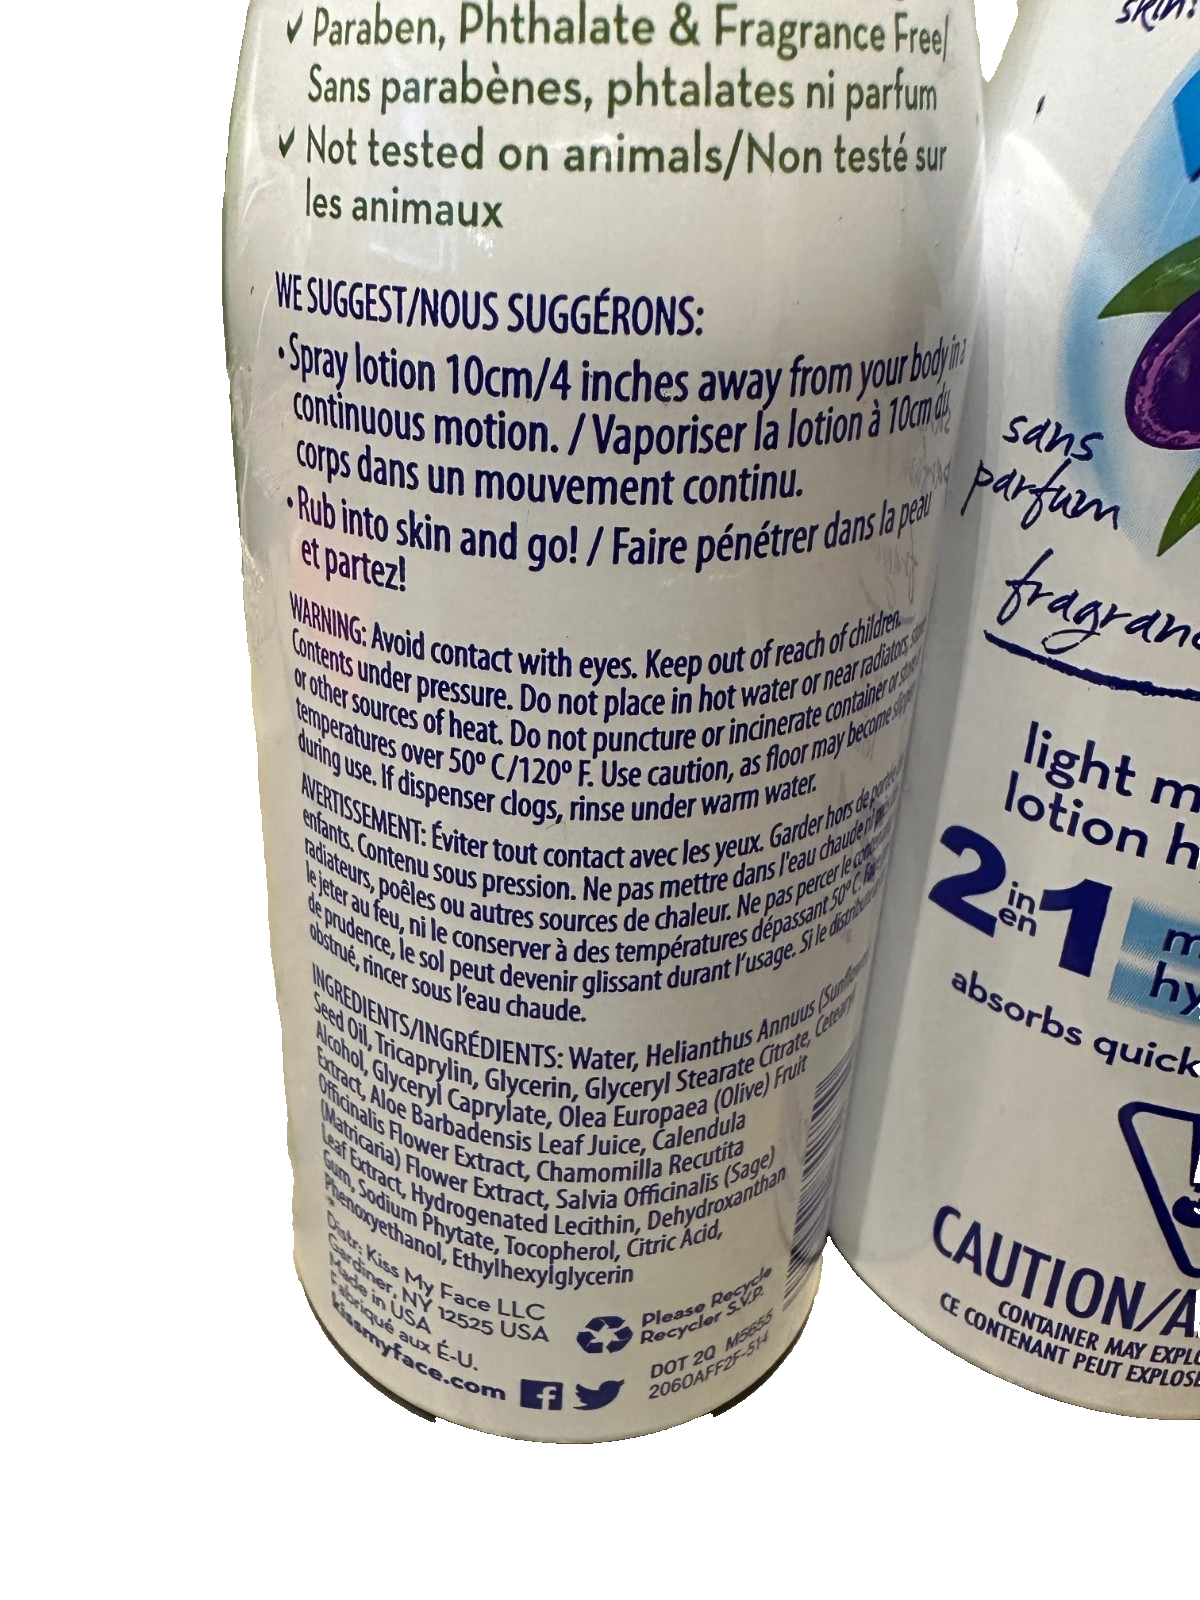 ✓ Paraben, Phthalate & Fragrance Free/
Sans parabènes, phtalates ni parfum
✓ Not tested on animals/Non testé sur
les animaux
WE SUGGEST/NOUS SUGGÉRONS:
• Spray lotion 10cm/4 inches away from your body in a
continuous motion. / Vaporiser la lotion à 10cm du
corps dans un mouvement continu.
• Rub into skin and go! / Faire pénétrer dans la peau
et partez!
WARNING: Avoid contact with eyes. Keep out of reach of children.
Contents under pressure. Do not place in hot water or near radiators,
or other sources of heat. Do not puncture or incinerate container or store
temperatures over 50° C/120° F. Use caution, as floor may become slippery
during use. If dispenser clogs, rinse under warm water.
AVERTISSEMENT: Éviter tout contact avec les yeux. Garder hors de portée
enfants. Contenu sous pression. Ne pas mettre dans l'eau chaude
radiateurs, poêles ou autres sources de chaleur. Ne pas percer le
le jeter au feu, ni le conserver à des températures dépassant 50° C.
de prudence, le sol peut devenir glissant durant l'usage. Si le
obstrué, rincer sous l'eau chaude.
INGREDIENTS/INGRÉDIENTS: Water, Helianthus Annuus (Sunflower
Seed Oil, Tricaprylin, Glycerin, Glyceryl Stearate Citrate, Cetearyl
Alcohol, Glyceryl Caprylate, Olea Europaea (Olive) Fruit
Extract, Aloe Barbadensis Leaf Juice, Calendula
Officinalis Flower Extract, Chamomilla Recutita
(Matricaria) Flower Extract, Salvia Officinalis (Sage)
Leaf Extract, Hydrogenated Lecithin, Dehydroxanthan
Gum, Sodium Phytate, Tocopherol, Citric Acid,
Phenoxyethanol, Ethylhexylglycerin
Distr: Kiss My Face LLC
Gardiner, NY 12525 USA
Made in USA
Fabriqué aux É-U.
kissmyface.com
Please Recycle
Recycler S.V.P.
DOT 2Q M5655
2060AFF2F-514
skin!
sans
parfum
fragran
light m
lotion h
2 in en 1
m
hy
absorbs quick
CAUTION/A
CONTAINER MAY EXPLO
CE CONTENANT PEUT EXPLOSE